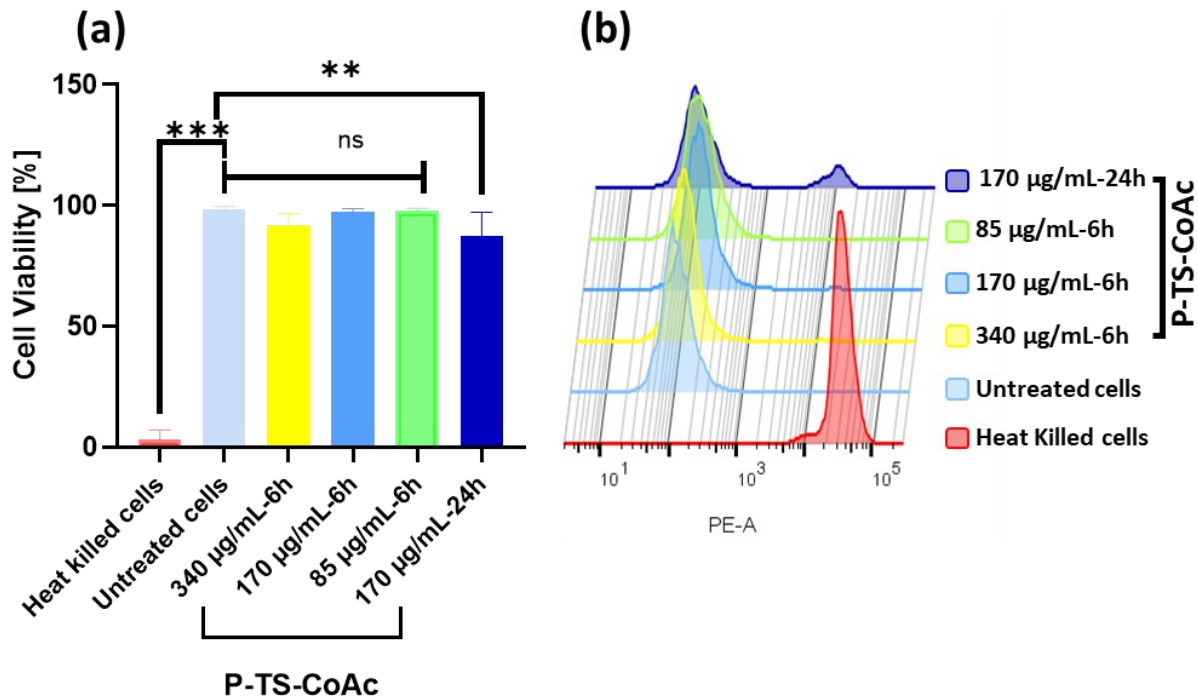 (a)
Cell Viability [%]
150
100
50
0
***
**
ns
Heat killed cells
Untreated cells
340 µg/mL-6h
170 µg/mL-6h
85 µg/mL-6h
170 µg/mL-24h
P-TS-CoAc
(b)
10¹
10³
10⁵
PE-A
170 µg/mL-24h
85 µg/mL-6h
170 µg/mL-6h
340 µg/mL-6h
Untreated cells
Heat Killed cells
P-TS-CoAc